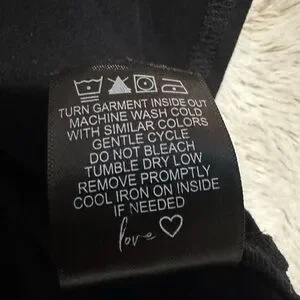 TURN GARMENT INSIDE OUT
MACHINE WASH COLD
WITH SIMILAR COLORS
GENTLE CYCLE
DO NOT BLEACH
TUMBLE DRY LOW
REMOVE PROMPTLY
COOL IRON ON INSIDE
IF NEEDED
love